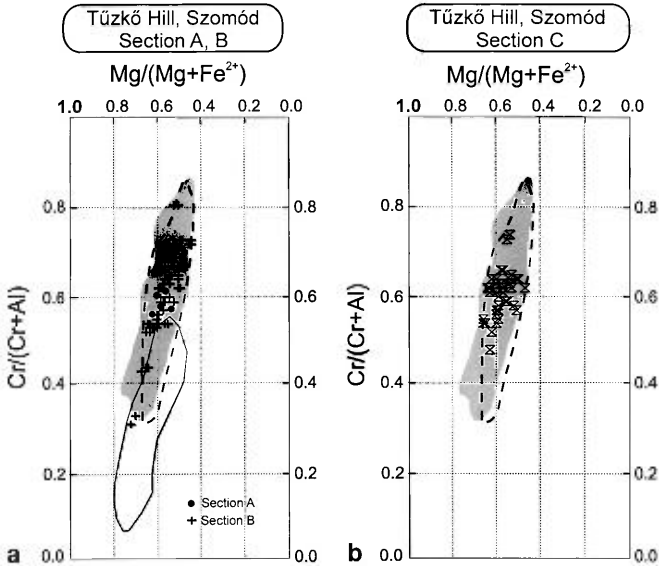 Tűzkő Hill, Szomód
Section A, B
Mg/(Mg+Fe²⁺)
1.0 0.8 0.6 0.4 0.2 0.0
Cr/(Cr+Al)
0.8 0.8
0.6 0.6
0.4 0.4
0.2 0.2
0.0 0.0
Section A
Section B
a
Tűzkő Hill, Szomód
Section C
Mg/(Mg+Fe²⁺)
1.0 0.8 0.6 0.4 0.2 0.0
Cr/(Cr+Al)
0.8 0.8
0.6 0.6
0.4 0.4
0.2 0.2
0.0 0.0
b